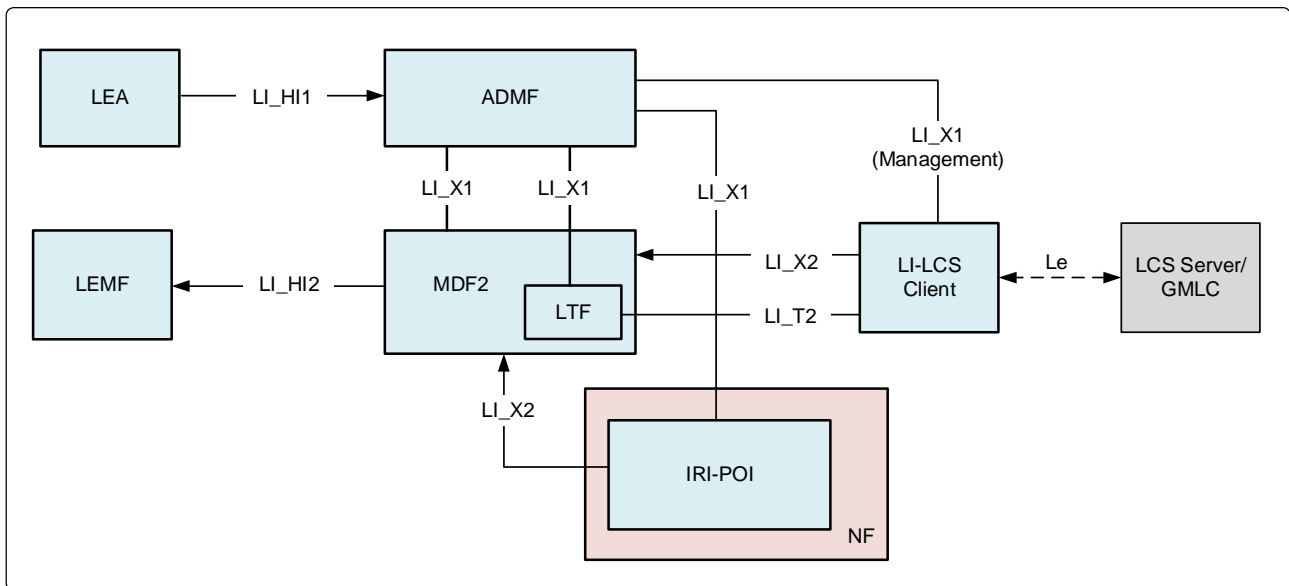 LEA
LI_HI1
ADMF
LI_X1
(Management)
LI_X1
LI_X1
LI_X1
LEMF
LI_HI2
MDF2
LTF
LI_X2
LI_T2
LI-LCS
Client
Le
LCS Server/
GMLC
LI_X2
IRI-POI
NF